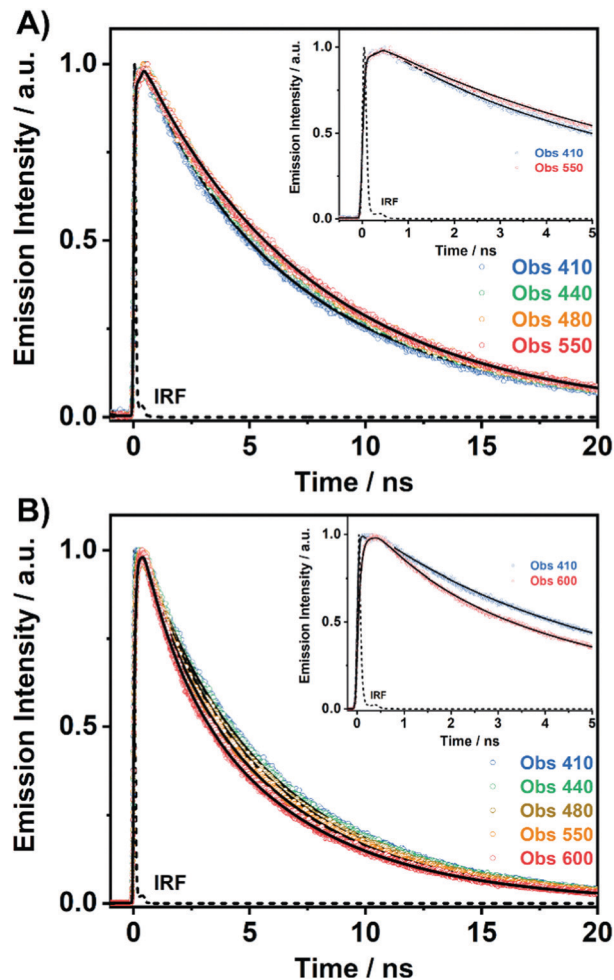 A)
Emission Intensity / a.u.
1.0
0.5
0.0
0
5
10
15
20
Time / ns
IRF
Obs 410
Obs 440
Obs 480
Obs 550
Emission Intensity / a.u.
1.0
0.5
0.0
0
1
2
3
4
5
Time / ns
IRF
Obs 410
Obs 550
B)
Emission Intensity / a.u.
1.0
0.5
0.0
0
5
10
15
20
Time / ns
IRF
Obs 410
Obs 440
Obs 480
Obs 550
Obs 600
Emission Intensity / a.u.
1.0
0.5
0.0
0
1
2
3
4
5
Time / ns
IRF
Obs 410
Obs 600